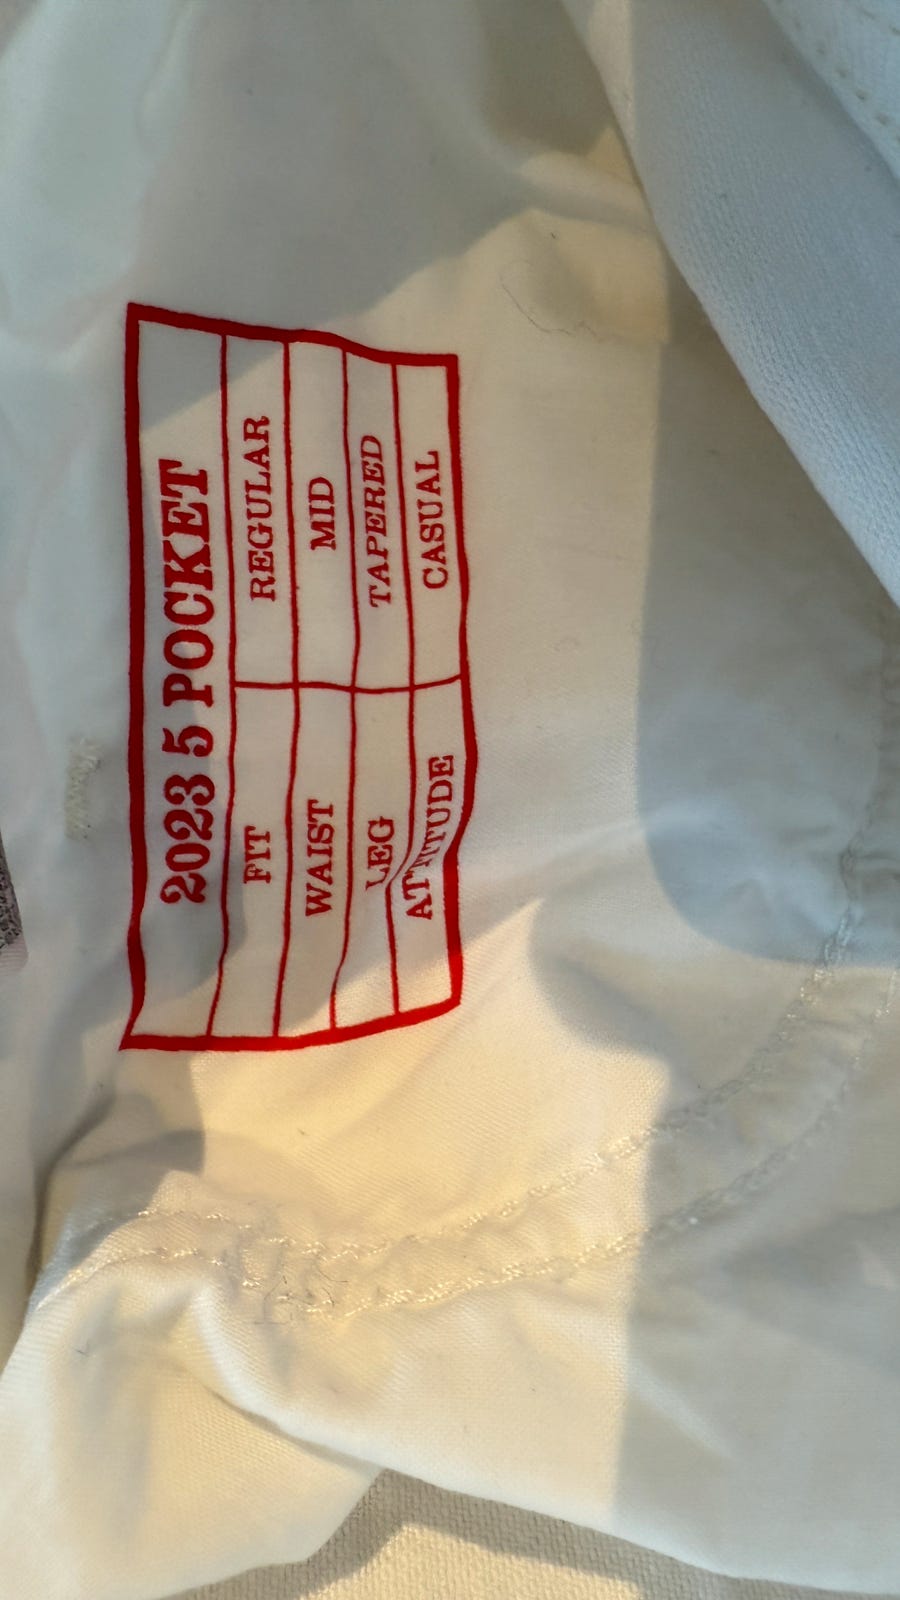 2023 5 POCKET
FIT REGULAR
WAIST MID
LEG TAPERED
ATTITUDE CASUAL